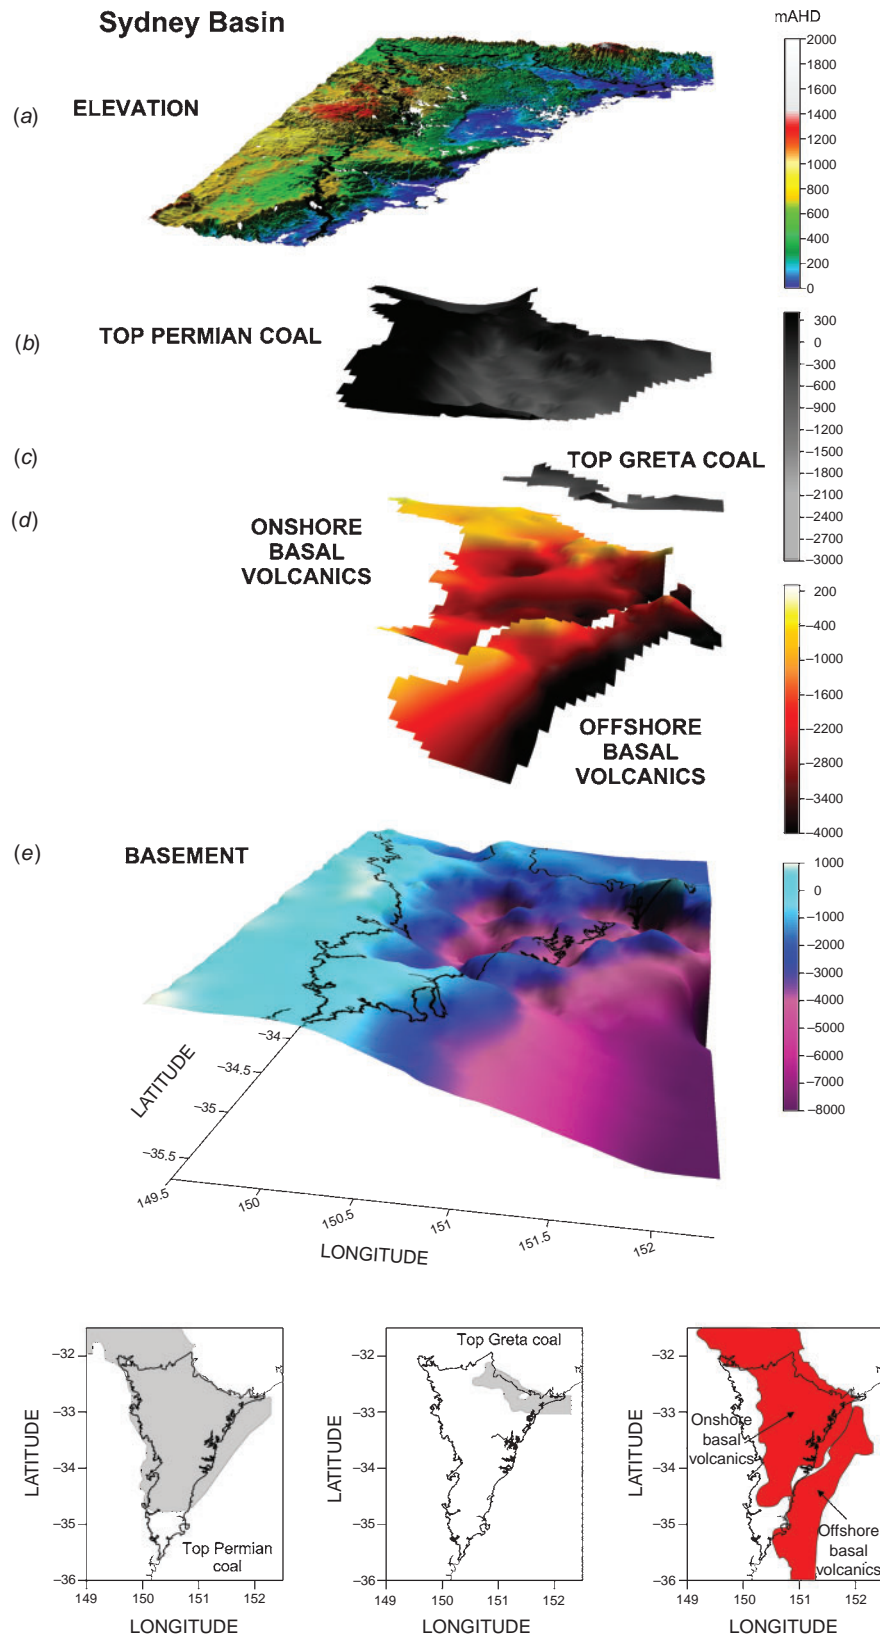 Sydney Basin
mAHD
2000
1800
1600
1400
1200
1000
800
600
400
200
0
(a)
ELEVATION
(b)
TOP PERMIAN COAL
300
0
−300
−600
−900
−1200
−1500
−1800
−2100
−2400
−2700
−3000
(c)
TOP GRETA COAL
(d)
ONSHORE
BASAL
VOLCANICS
OFFSHORE
BASAL
VOLCANICS
200
−400
−1000
−1600
−2200
−2800
−3400
−4000
(e)
BASEMENT
1000
0
−1000
−2000
−3000
−4000
−5000
−6000
−7000
−8000
−34
−34.5
−35
−35.5
LATITUDE
149.5
150
150.5
151
151.5
152
LONGITUDE
−32
−33
−34
−35
−36
LATITUDE
Top Permian
coal
149 150 151 152
LONGITUDE
Top Greta coal
−32
−33
−34
−35
−36
LATITUDE
149 150 151 152
LONGITUDE
−32
−33
−34
−35
−36
LATITUDE
Onshore
basal
volcanics
Offshore
basal
volcanics
149 150 151 152
LONGITUDE